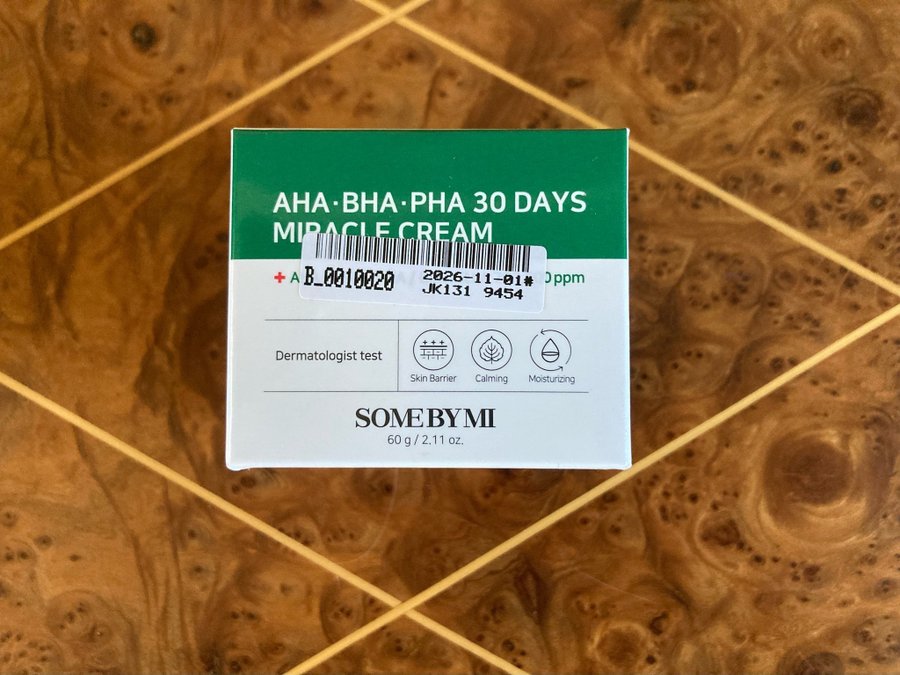 AHA·BHA·PHA 30 DAYS
MIRACLE CREAM
B_0010020
2026-11-01#
JK131 9454
ppm
Dermatologist test
Skin Barrier
Calming
Moisturizing
SOME BY MI
60 g / 2.11 oz.